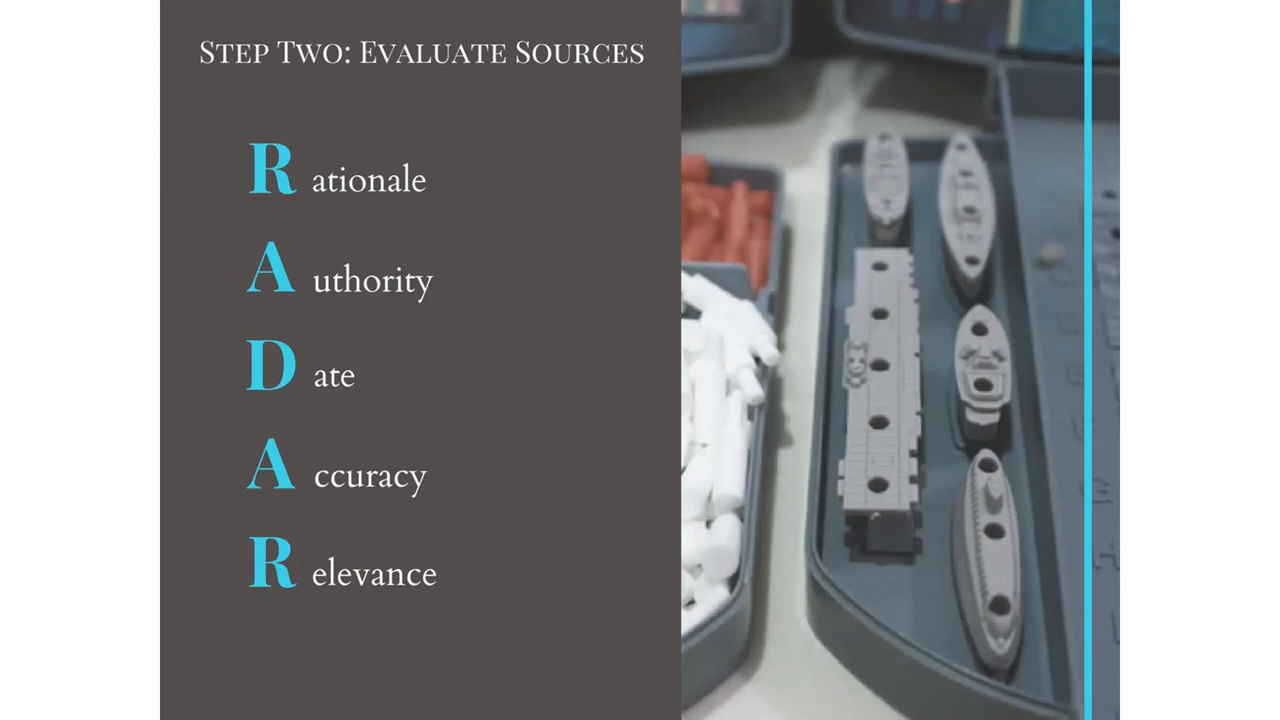 Step Two: Evaluate Sources
Rationale
Authority
Date
Accuracy
Relevance